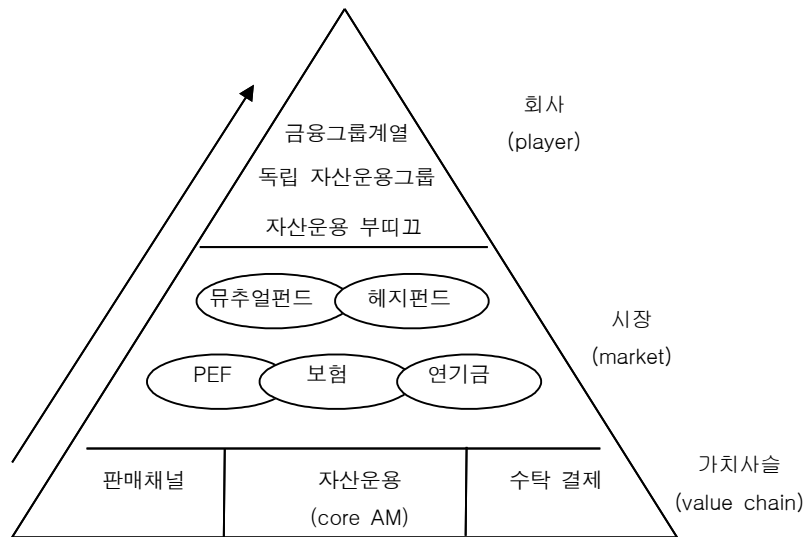 금융그룹계열
독립 자산운용그룹
자산운용 부띠끄
회사
(player)
뮤추얼펀드 헤지펀드
PEF 보험 연기금
시장
(market)
판매채널 자산운용 수탁 결제
(core AM)
가치사슬
(value chain)